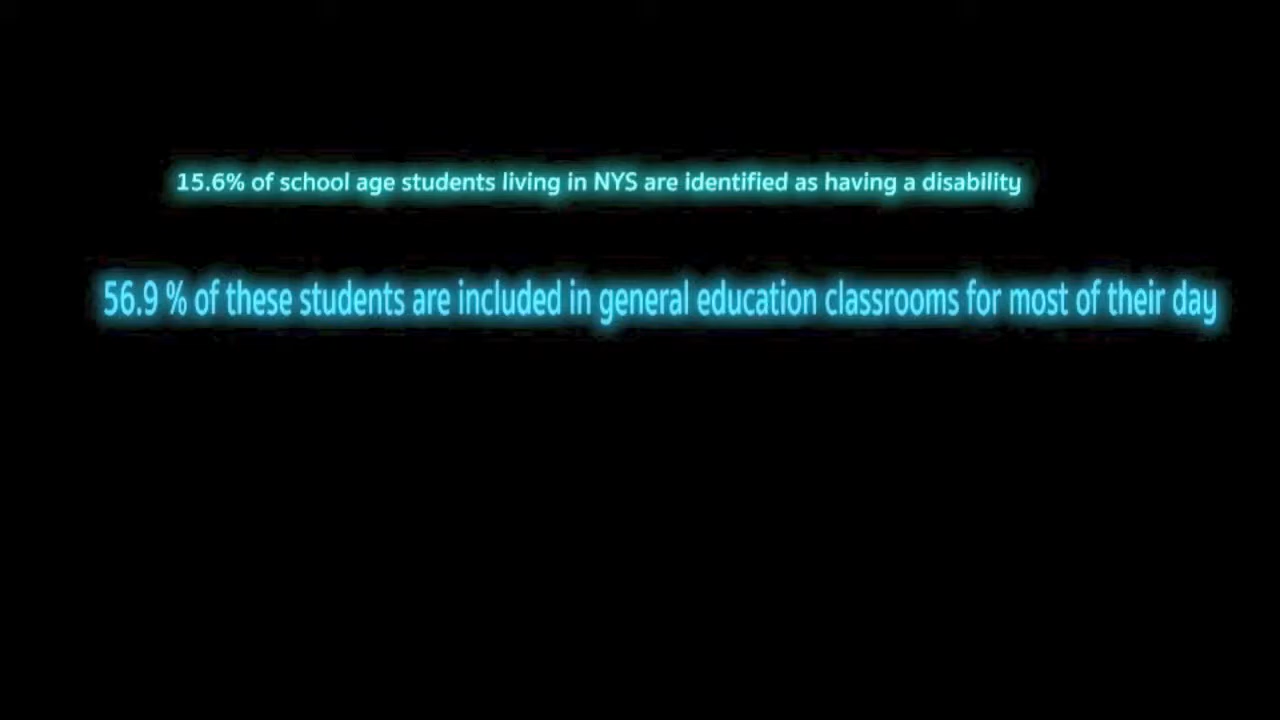 15.6% of school age students living in NYS are identified as having a disability
56.9 % of these students are included in general education classrooms for most of their day